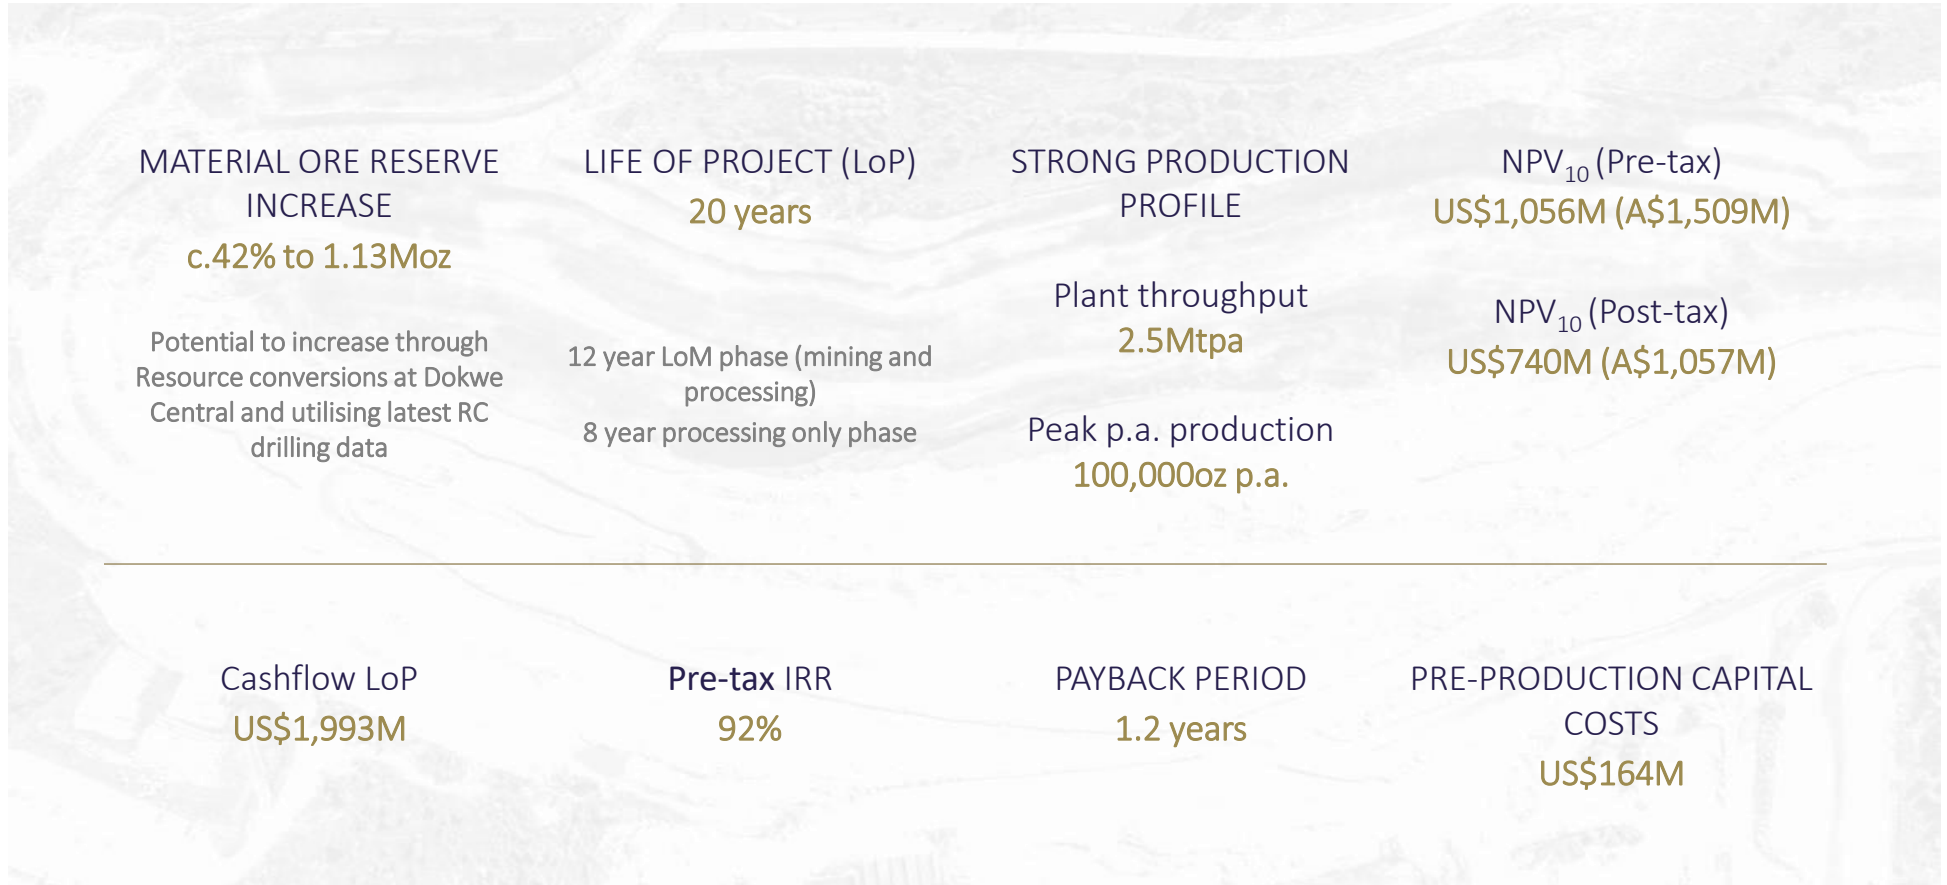 MATERIAL ORE RESERVE
INCREASE
c.42% to 1.13Moz
Potential to increase through
Resource conversions at Dokwe
Central and utilising latest RC
drilling data
LIFE OF PROJECT (LoP)
20 years
12 year LoM phase (mining and
processing)
8 year processing only phase
STRONG PRODUCTION
PROFILE
Plant throughput
2.5Mtpa
Peak p.a. production
100,000oz p.a.
NPV10 (Pre-tax)
US$1,056M (A$1,509M)
NPV10 (Post-tax)
US$740M (A$1,057M)
Cashflow LoP
US$1,993M
Pre-tax IRR
92%
PAYBACK PERIOD
1.2 years
PRE-PRODUCTION CAPITAL
COSTS
US$164M